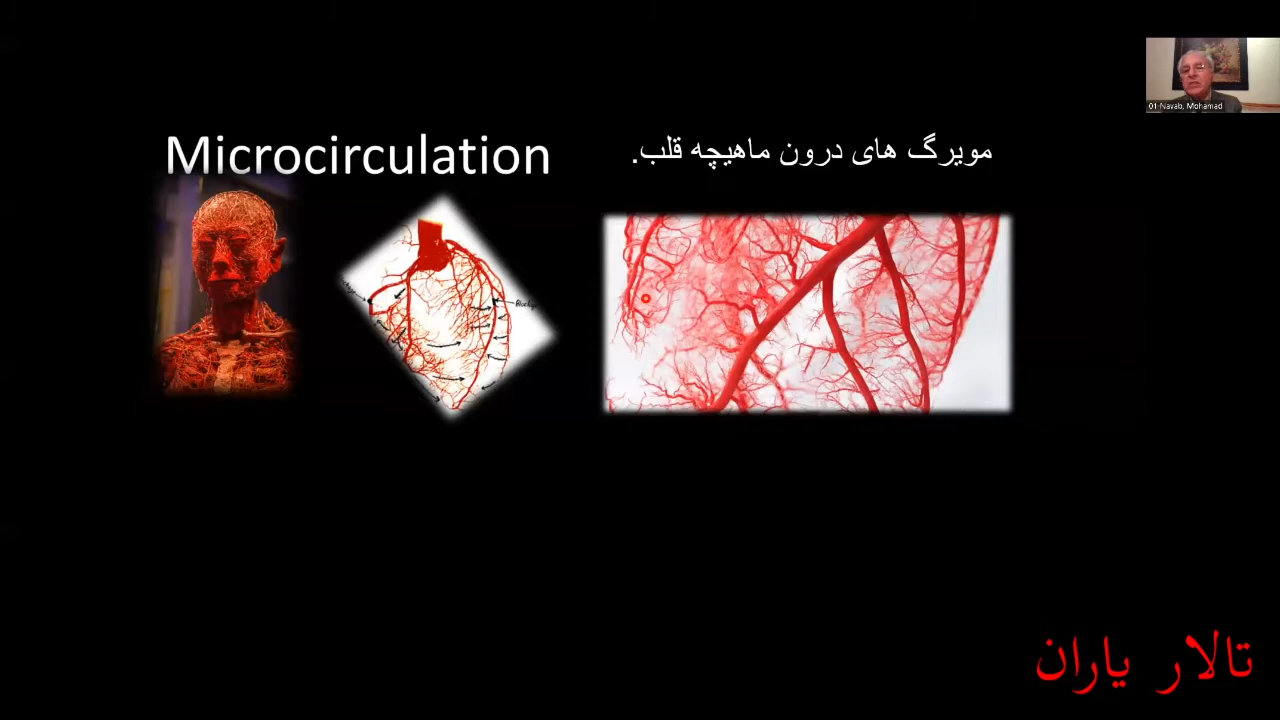 01-Navab, Mohamad
Microcirculation
مویرگ های درون ماهیچه قلب.
تالار یاران